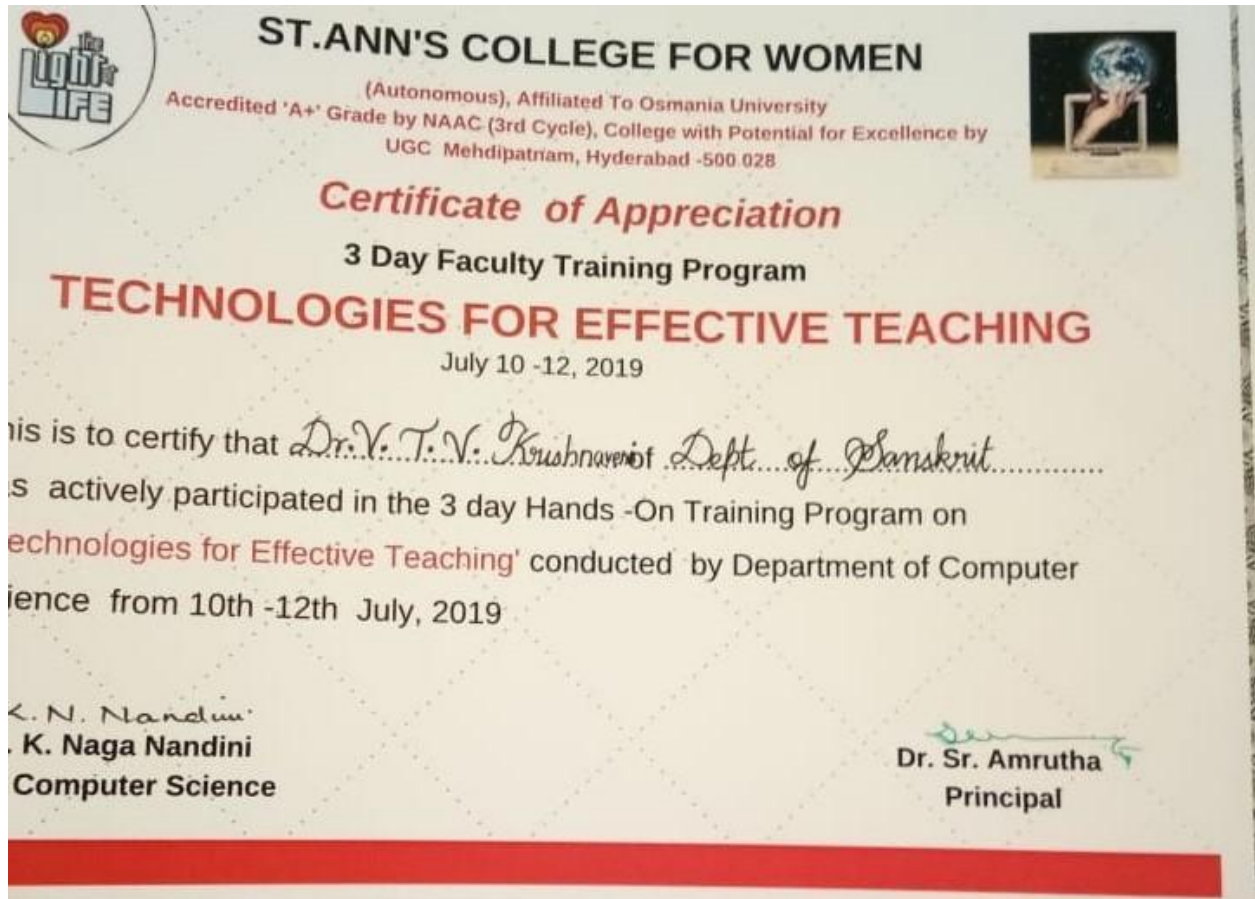 the
Light of
LIFE
ST.ANN'S COLLEGE FOR WOMEN
(Autonomous), Affiliated To Osmania University
Accredited 'A+' Grade by NAAC (3rd Cycle), College with Potential for Excellence by
UGC Mehdipatnam, Hyderabad -500 028
Certificate of Appreciation
3 Day Faculty Training Program
TECHNOLOGIES FOR EFFECTIVE TEACHING
July 10 -12, 2019
his is to certify that Dr. V. T. V. Krishnaveni of Dept. of Sanskrit
s actively participated in the 3 day Hands -On Training Program on
echnologies for Effective Teaching' conducted by Department of Computer
ience from 10th -12th July, 2019
K. N. Nandini
. K. Naga Nandini
Computer Science
Dr. Sr. Amrutha
Principal